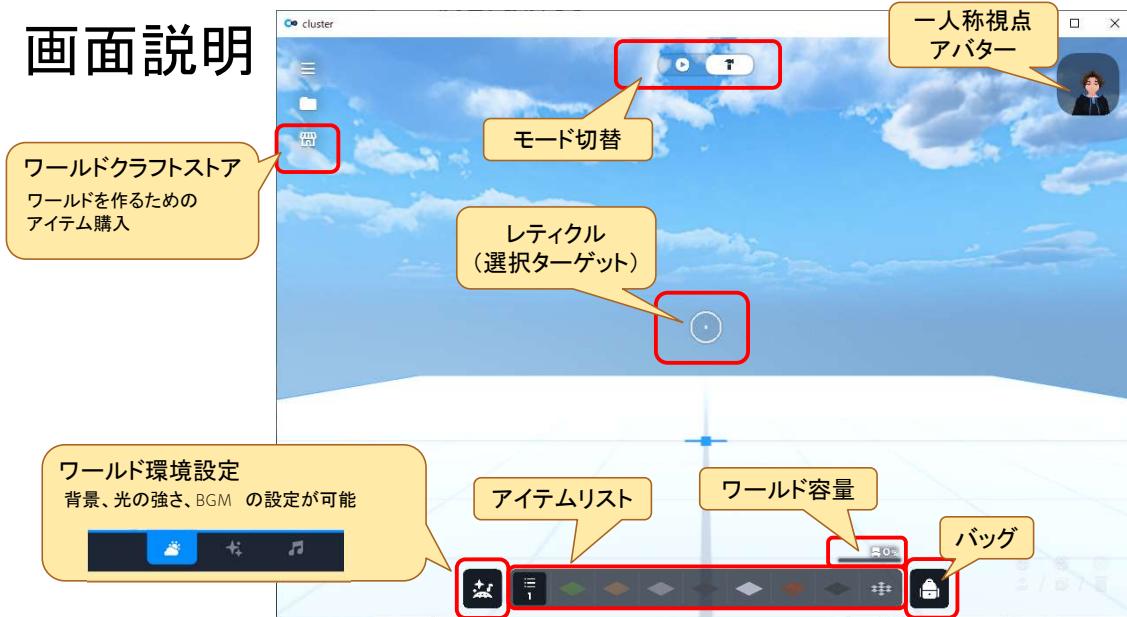 画面説明
cluster
一人称視点
アバター
モード切替
ワールドクラフトストア
ワールドを作るための
アイテム購入
レティクル
（選択ターゲット）
ワールド環境設定
背景、光の強さ、BGM の設定が可能
アイテムリスト
ワールド容量
バッグ
0%
1